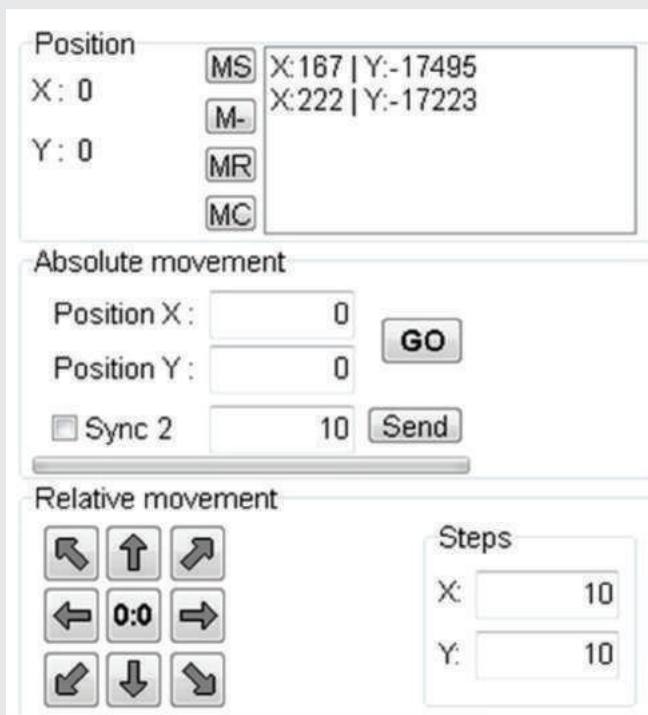 Position
X: 0
Y: 0
MS
M-
MR
MC
X:167 | Y:-17495
X:222 | Y:-17223
Absolute movement
Position X : 0
Position Y : 0
GO
Sync 2 10 Send
Relative movement
0:0
Steps
X: 10
Y: 10